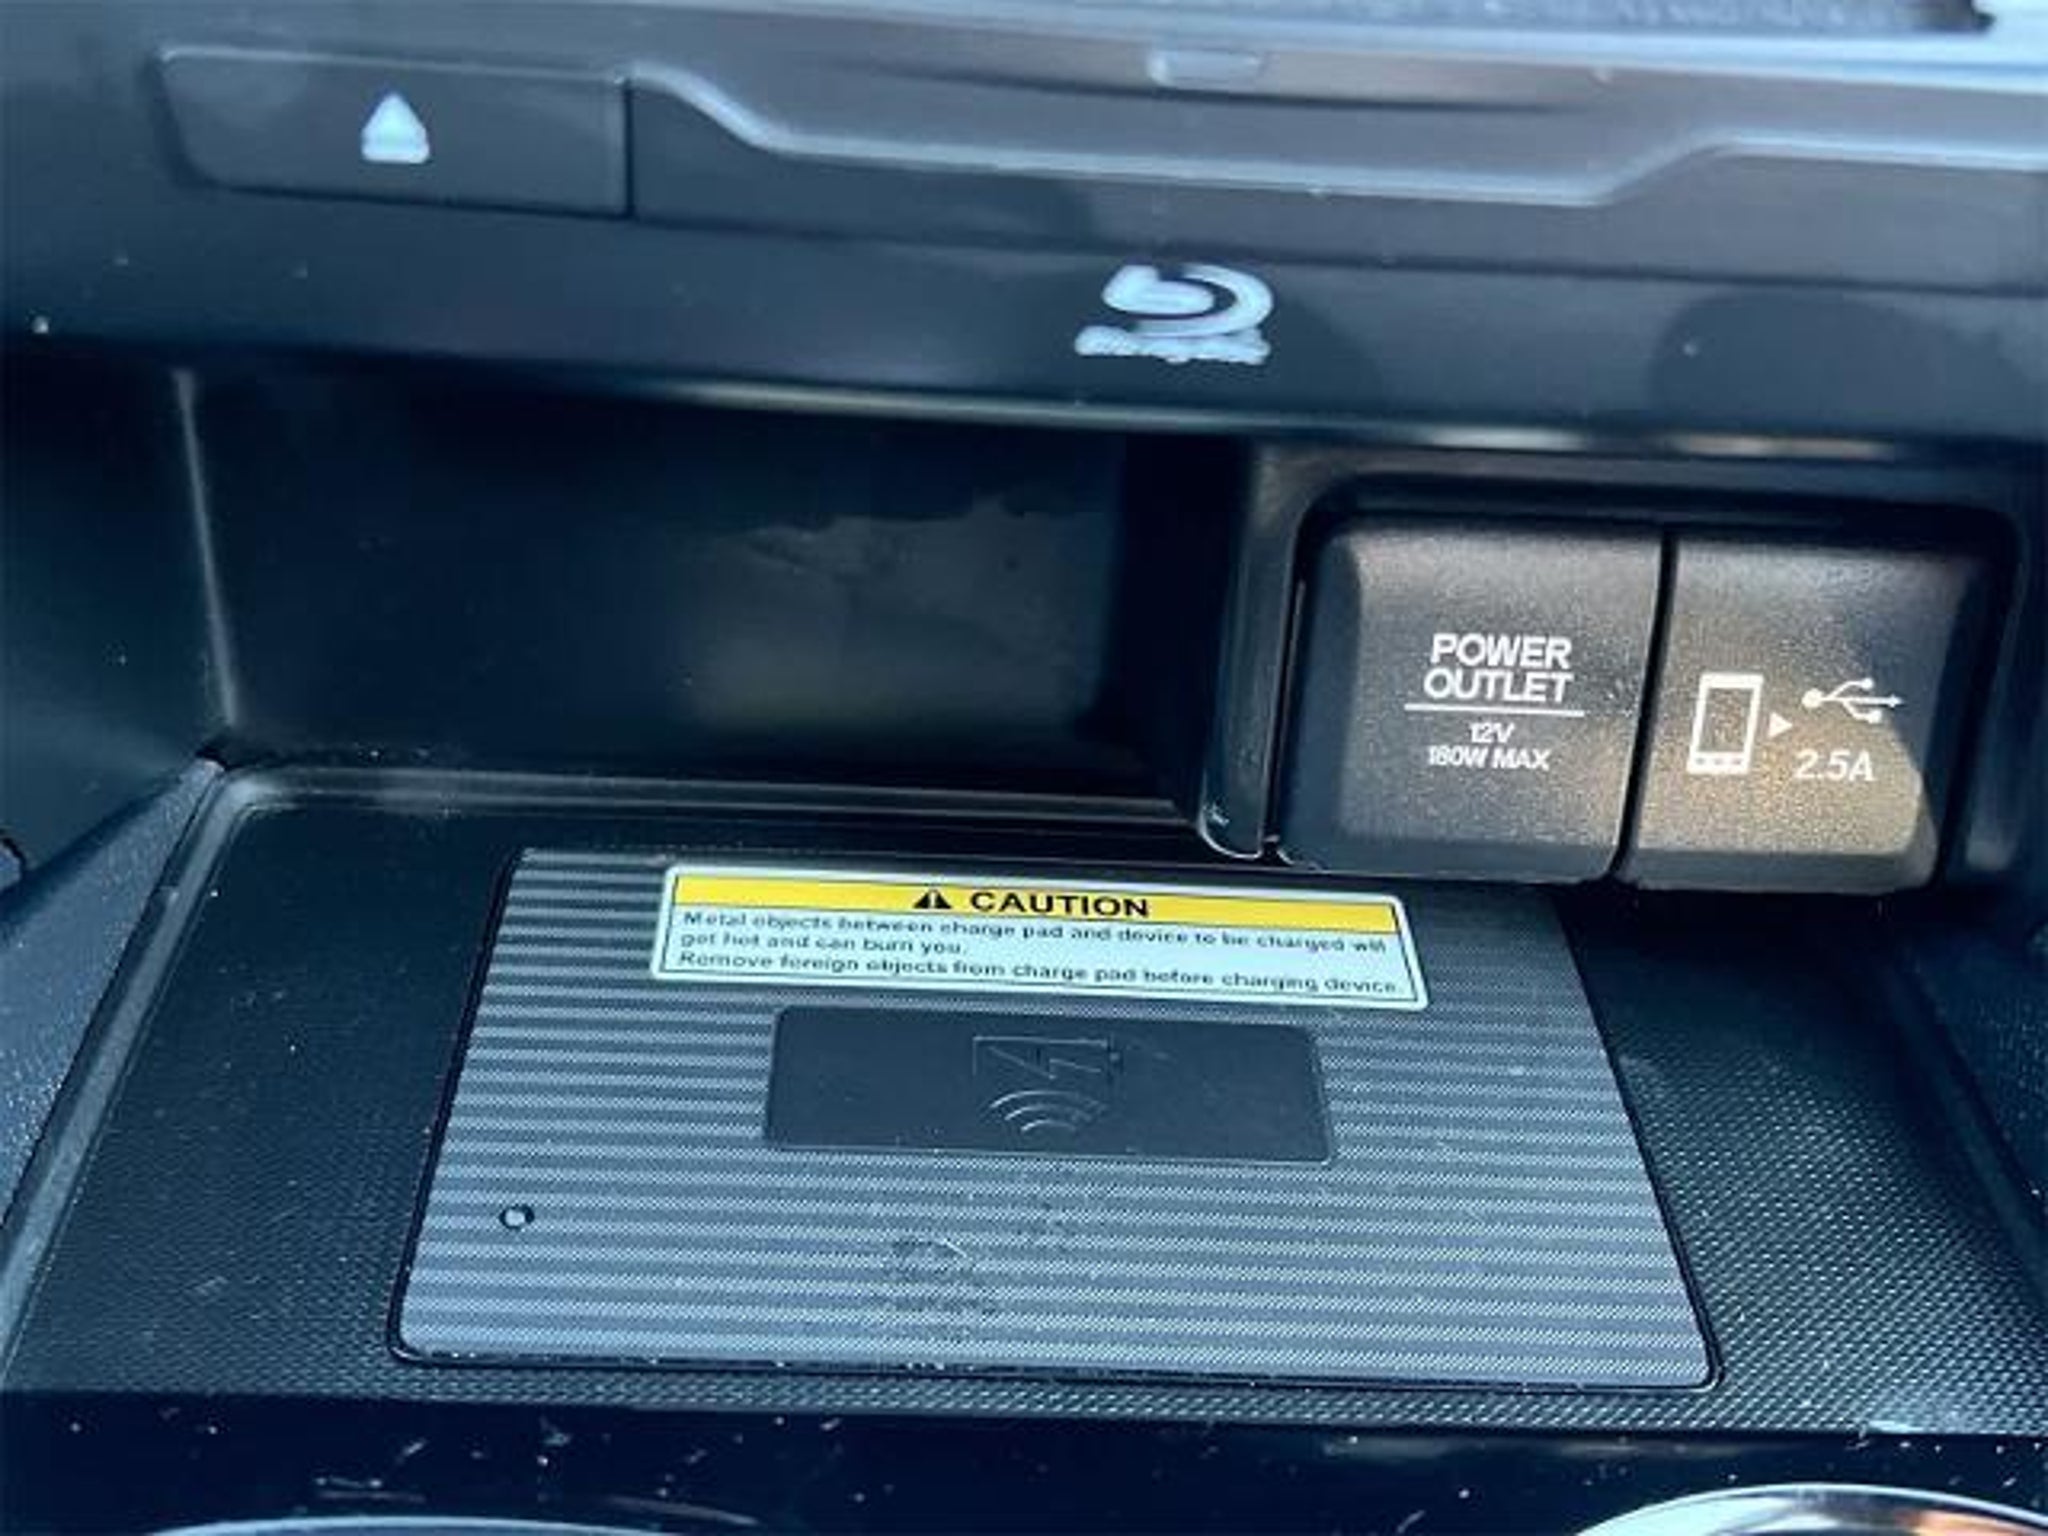 POWER
OUTLET
12V
180W MAX
2.5A
CAUTION
Metal objects between charge pad and device to be charged will
get hot and can burn you.
Remove foreign objects from charge pad before charging device.